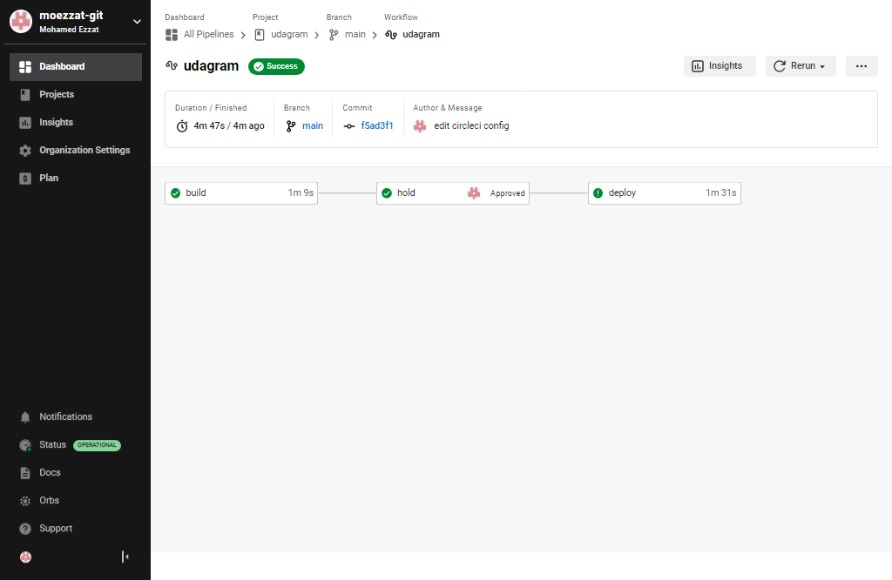 moezzat-git
Mohamed Ezzat
Dashboard
Projects
Insights
Organization Settings
Plan
Notifications
Status OPERATIONAL
Docs
Orbs
Support
Dashboard Project Branch Workflow
All Pipelines udagram main udagram
udagram Success Insights Rerun
Duration / Finished Branch Commit Author & Message
4m 47s / 4m ago main f5ad3f1 edit circleci config
build 1m 9s hold Approved deploy 1m 31s